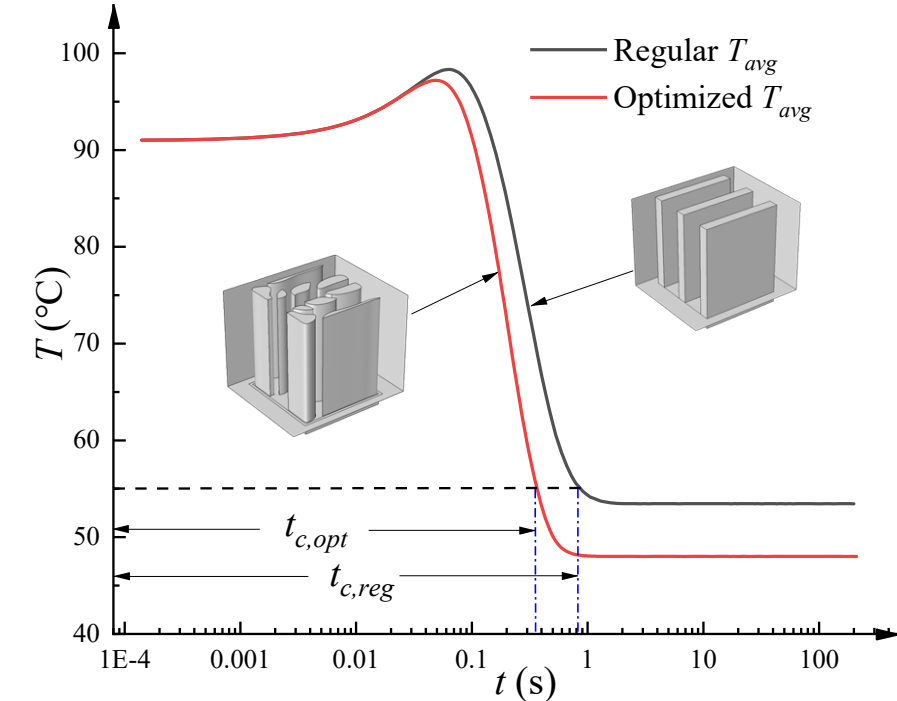 Regular T_avg
Optimized T_avg
100
90
80
70
60
50
40
T (°C)
t_c,opt
t_c,reg
1E-4 0.001 0.01 0.1 1 10 100
t (s)